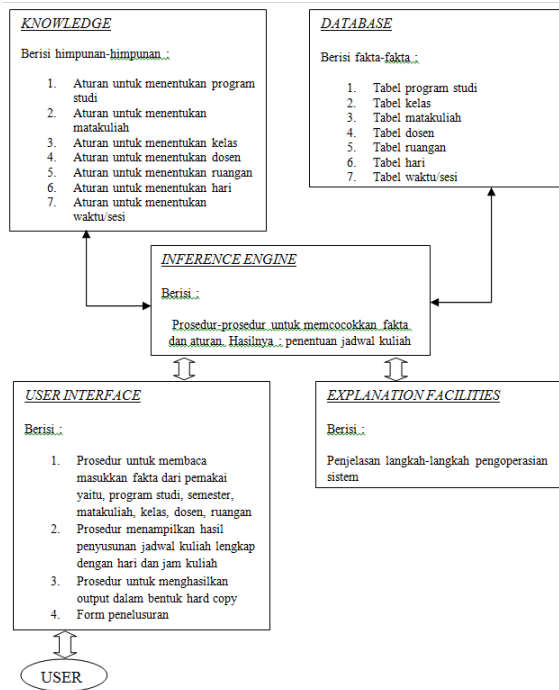 KNOWLEDGE
Berisi himpunan-himpunan :
1. Aturan untuk menentukan program
studi
2. Aturan untuk menentukan
matakuliah
3. Aturan untuk menentukan kelas
4. Aturan untuk menentukan dosen
5. Aturan untuk menentukan ruangan
6. Aturan untuk menentukan hari
7. Aturan untuk menentukan
waktu/sesi
DATABASE
Berisi fakta-fakta :
1. Tabel program studi
2. Tabel kelas
3. Tabel matakuliah
4. Tabel dosen
5. Tabel ruangan
6. Tabel hari
7. Tabel waktu/sesi
INFERENCE ENGINE
Berisi :
Prosedur-prosedur untuk memcocokkan fakta
dan aturan. Hasilnya : penentuan jadwal kuliah
USER INTERFACE
Berisi :
1. Prosedur untuk membaca
masukkan fakta dari pemakai
yaitu, program studi, semester,
matakuliah, kelas, dosen, ruangan
2. Prosedur menampilkan hasil
penyusunan jadwal kuliah lengkap
dengan hari dan jam kuliah
3. Prosedur untuk menghasilkan
output dalam bentuk hard copy
4. Form penelusuran
EXPLANATION FACILITIES
Berisi :
Penjelasan langkah-langkah pengoperasian
sistem
USER